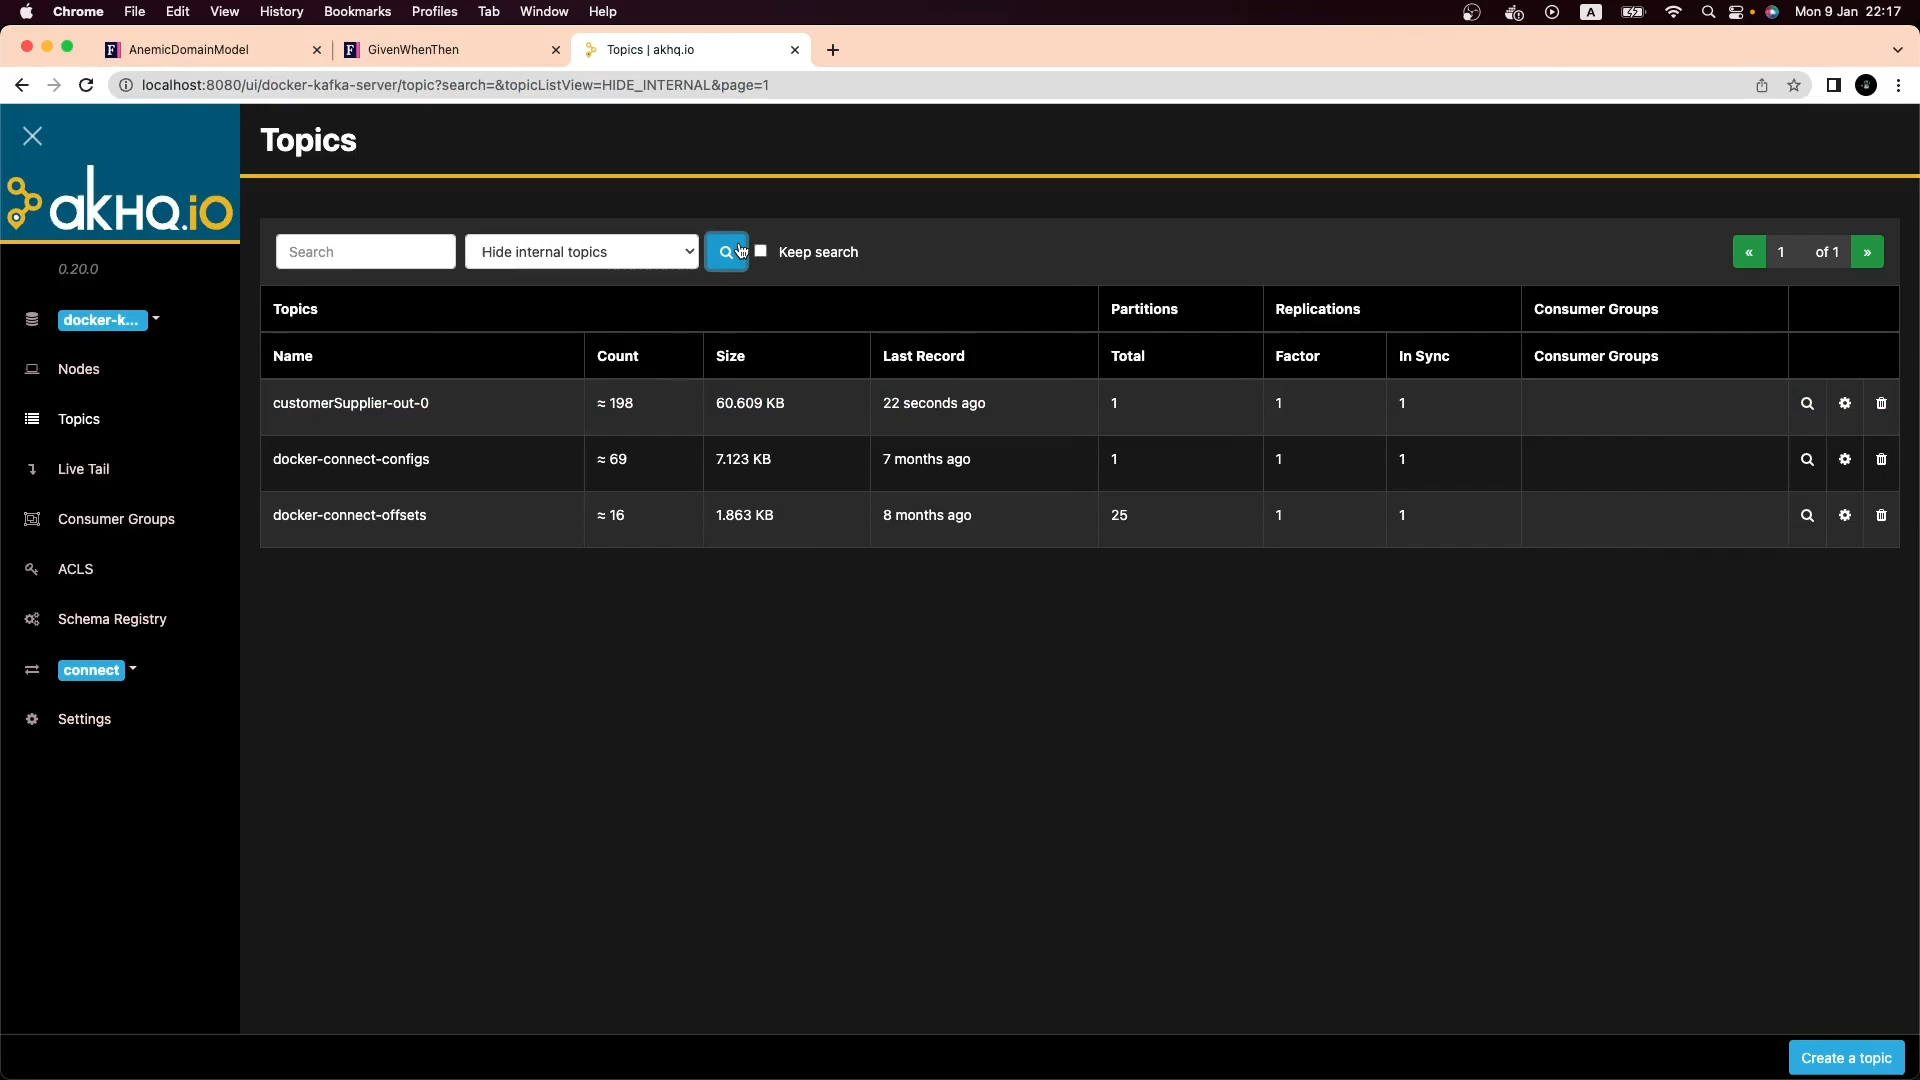 Chrome File Edit View History Bookmarks Profiles Tab Window Help A Mon 9 Jan 22:17
AnemicDomainModel GivenWhenThen Topics | akhq.io
localhost:8080/ui/docker-kafka-server/topic?search=&topicListView=HIDE_INTERNAL&page=1
akHQ.io
0.20.0
docker-k...
Nodes
Topics
Live Tail
Consumer Groups
ACLS
Schema Registry
connect
Settings
Topics
Search Hide internal topics Keep search « 1 of 1 »
Topics Partitions Replications Consumer Groups
Name Count Size Last Record Total Factor In Sync Consumer Groups
customerSupplier-out-0 ≈ 198 60.609 KB 22 seconds ago 1 1 1
docker-connect-configs ≈ 69 7.123 KB 7 months ago 1 1 1
docker-connect-offsets ≈ 16 1.863 KB 8 months ago 25 1 1
Create a topic